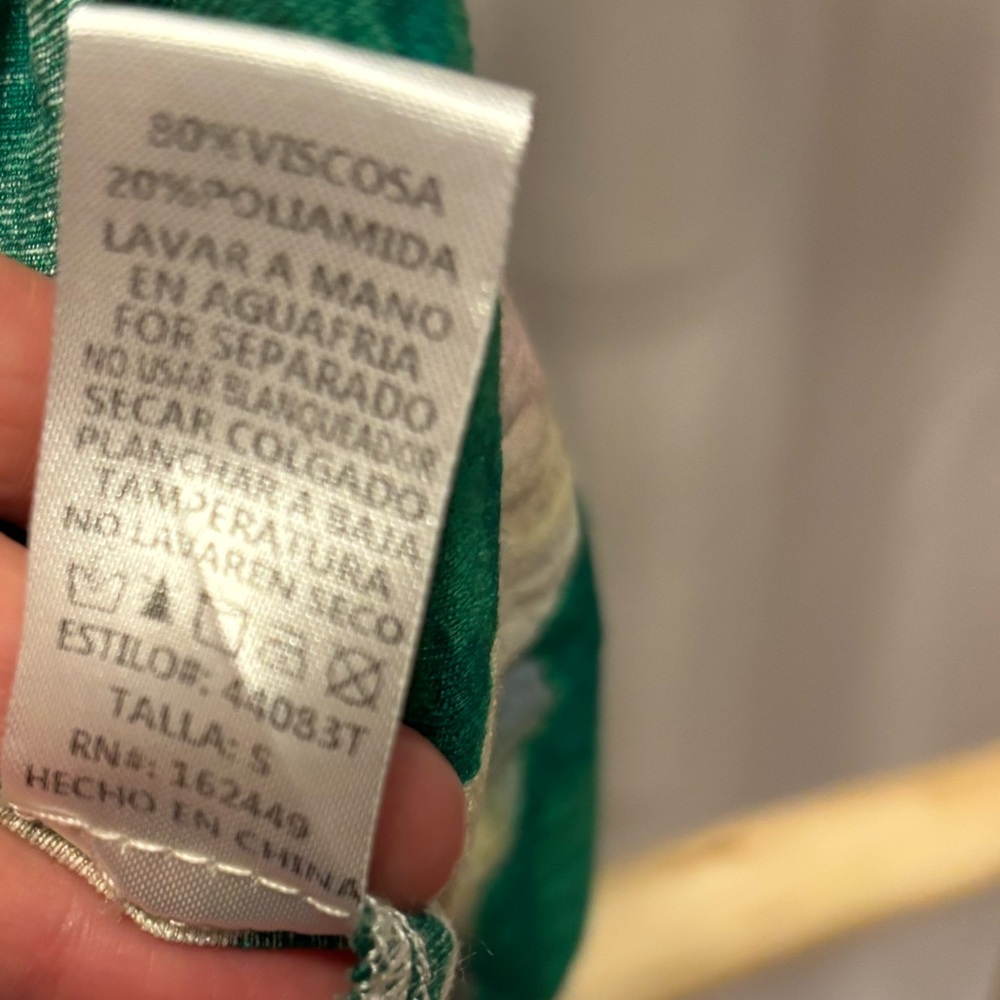 80%VISCOSA
20%POLIAMIDA
LAVAR A MANO
EN AGUAFRIA
FOR SEPARADO
NO USAR BLANQUEADOR
SECAR COLGADO
PLANCHAR A BAJA
TAMPERATURA
NO LAVAREN SECO
ESTILO#: 44083T
TALLA: S
RN#: 162449
HECHO EN CHINA